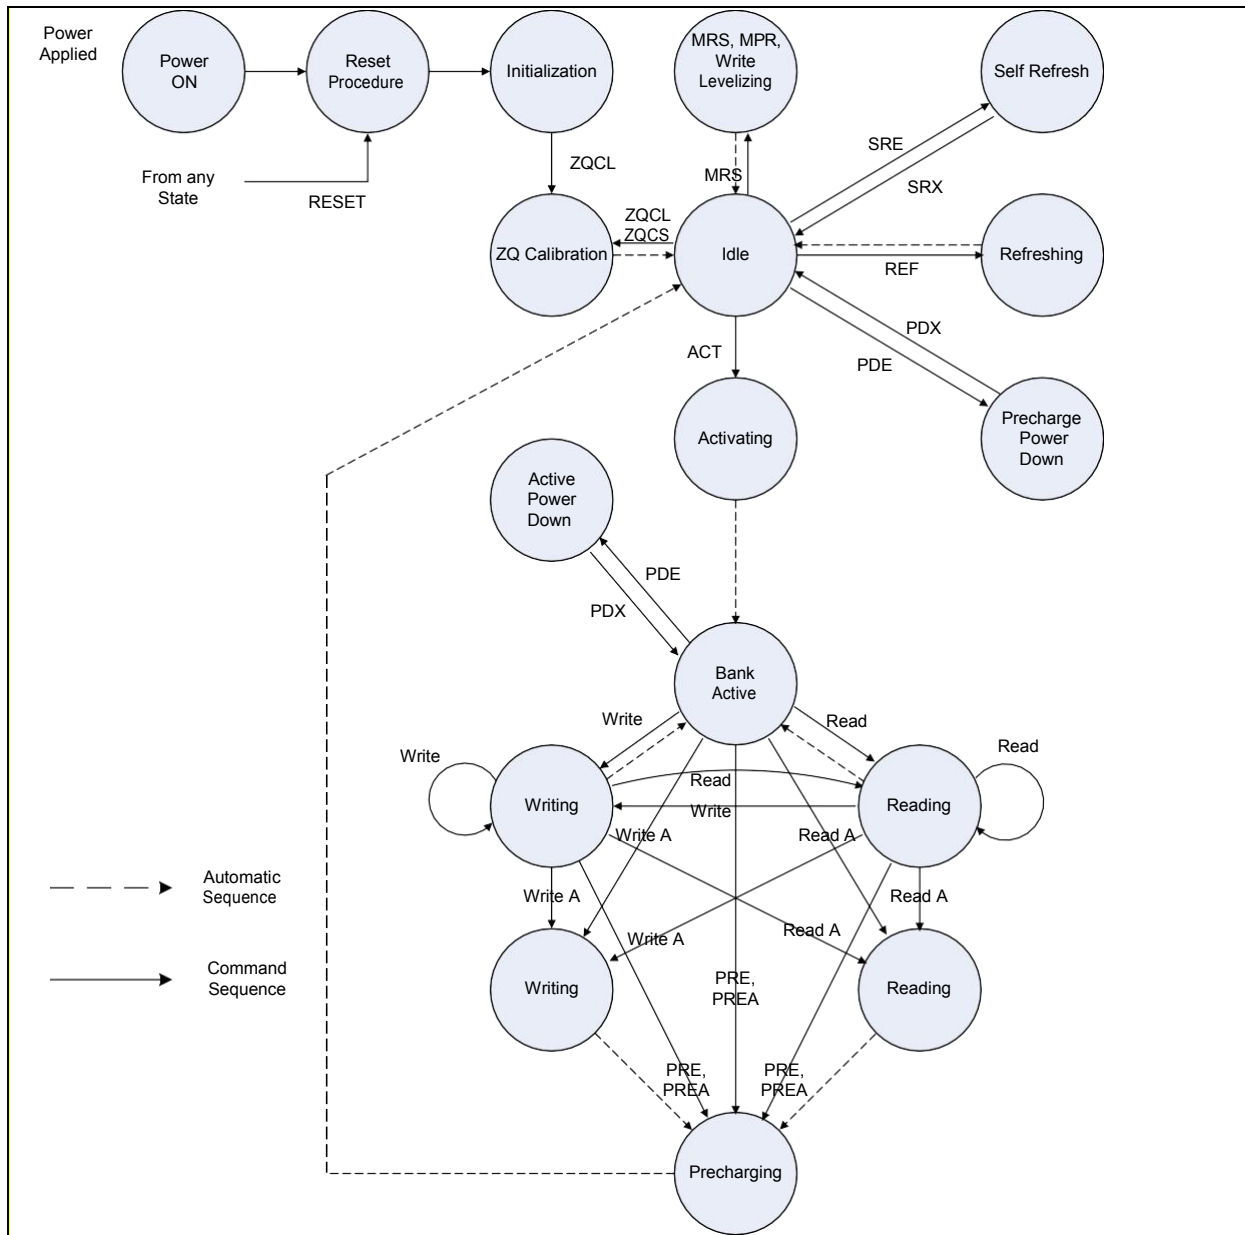 Power
Applied
Power
ON
Reset
Procedure
Initialization
MRS, MPR,
Write
Levelizing
Self Refresh
From any
State
RESET
ZQCL
MRS
SRE
SRX
ZQCL
ZQCS
ZQ Calibration
Idle
REF
Refreshing
ACT
PDX
PDE
Activating
Precharge
Power
Down
Active
Power
Down
PDE
PDX
Bank
Active
Write
Read
Write
Read
Writing
Read
Write
Reading
Write A
Read A
Automatic
Sequence
Write A
Read A
Write A
Read A
Command
Sequence
Writing
PRE,
PREA
Reading
PRE,
PREA
PRE,
PREA
Precharging